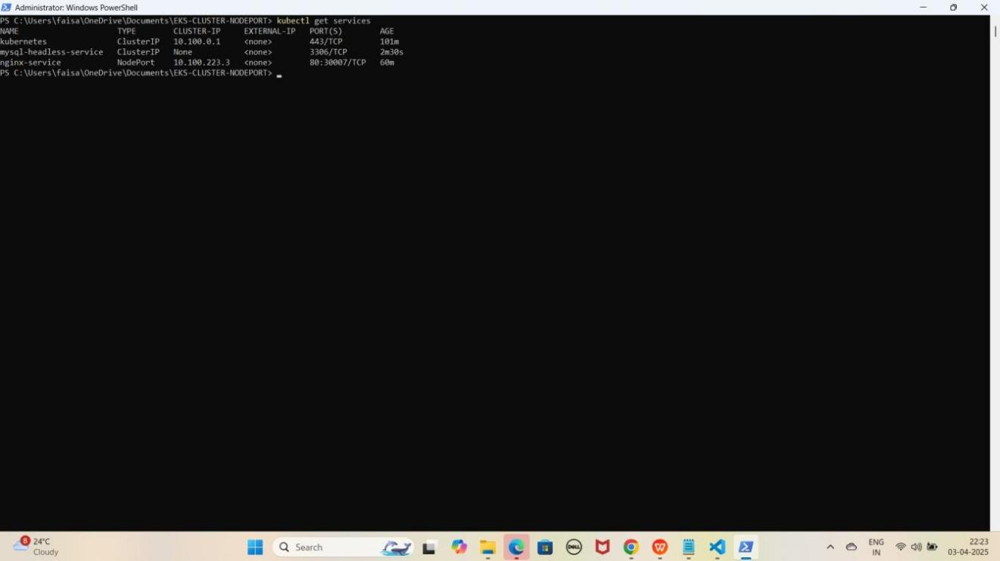 Administrator: Windows PowerShell
PS C:\Users\faisa\OneDrive\Documents\EKS-CLUSTER-NODEPORT> kubectl get services
NAME TYPE CLUSTER-IP EXTERNAL-IP PORT(S) AGE
kubernetes ClusterIP 10.100.0.1 <none> 443/TCP 101m
mysql-headless-service ClusterIP None <none> 3306/TCP 2m30s
nginx-service NodePort 10.100.223.3 <none> 80:30007/TCP 60m
PS C:\Users\faisa\OneDrive\Documents\EKS-CLUSTER-NODEPORT>
8
24°C
Cloudy
Search
DELL
W
ENG
IN
22:23
03-04-2025